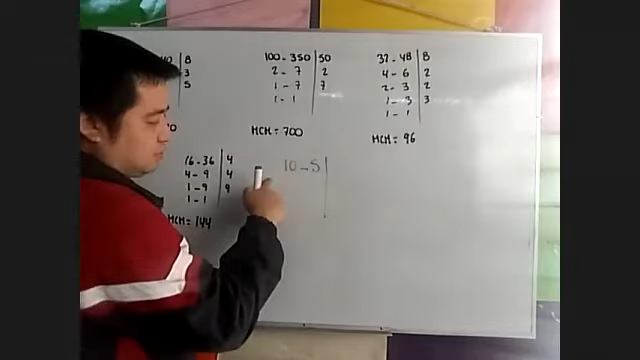 40 | 8
3
5
0
100 - 350 | 50
2 - 7 | 2
1 - 7 | 7
1 - 1
MCM = 700
32 - 48 | 8
4 - 6 | 2
2 - 3 | 2
1 - 3 | 3
1 - 1
MCM = 96
16 - 36 | 4
4 - 9 | 4
1 - 9 | 9
1 - 1
MCM = 144
10 - 5 |